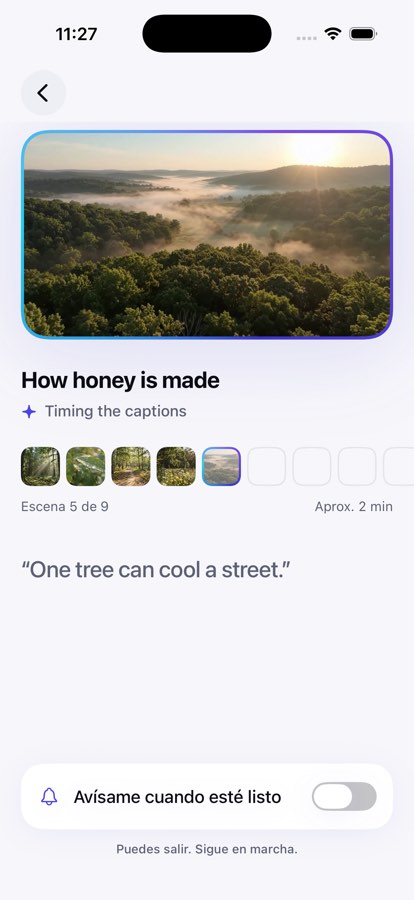 11:27
How honey is made
Timing the captions
Escena 5 de 9
Aprox. 2 min
“One tree can cool a street.”
Avísame cuando esté listo
Puedes salir. Sigue en marcha.